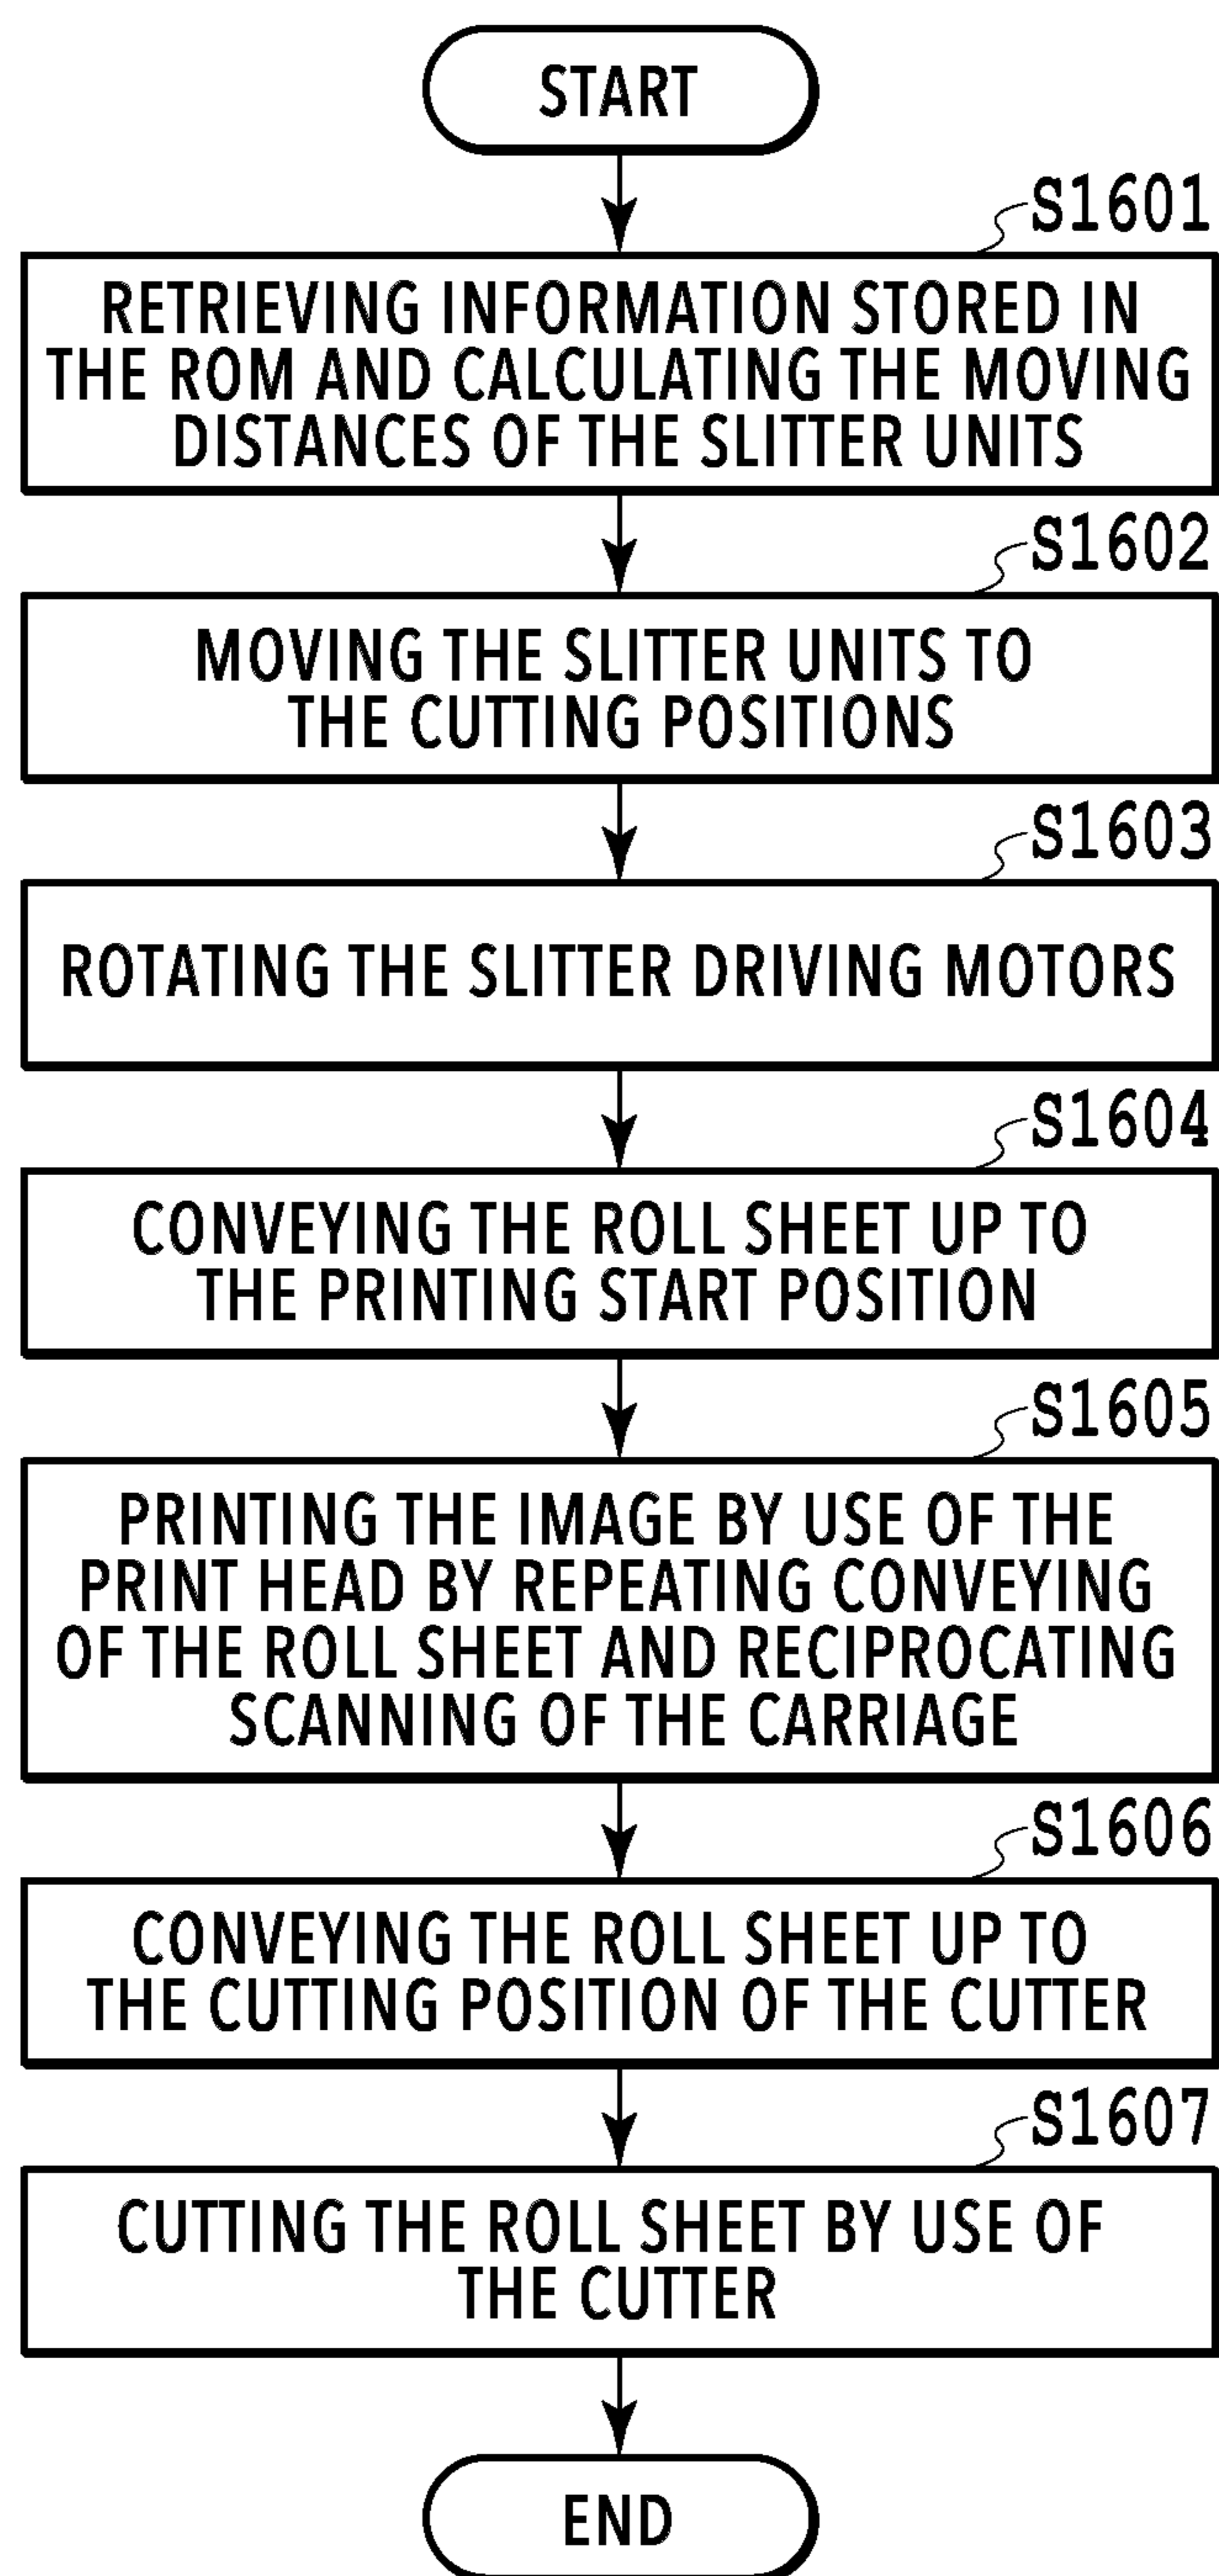 START
S1601
RETRIEVING INFORMATION STORED IN
THE ROM AND CALCULATING THE MOVING
DISTANCES OF THE SLITTER UNITS
S1602
MOVING THE SLITTER UNITS TO
THE CUTTING POSITIONS
S1603
ROTATING THE SLITTER DRIVING MOTORS
S1604
CONVEYING THE ROLL SHEET UP TO
THE PRINTING START POSITION
S1605
PRINTING THE IMAGE BY USE OF THE
PRINT HEAD BY REPEATING CONVEYING
OF THE ROLL SHEET AND RECIPROCATING
SCANNING OF THE CARRIAGE
S1606
CONVEYING THE ROLL SHEET UP TO
THE CUTTING POSITION OF THE CUTTER
S1607
CUTTING THE ROLL SHEET BY USE OF
THE CUTTER
END